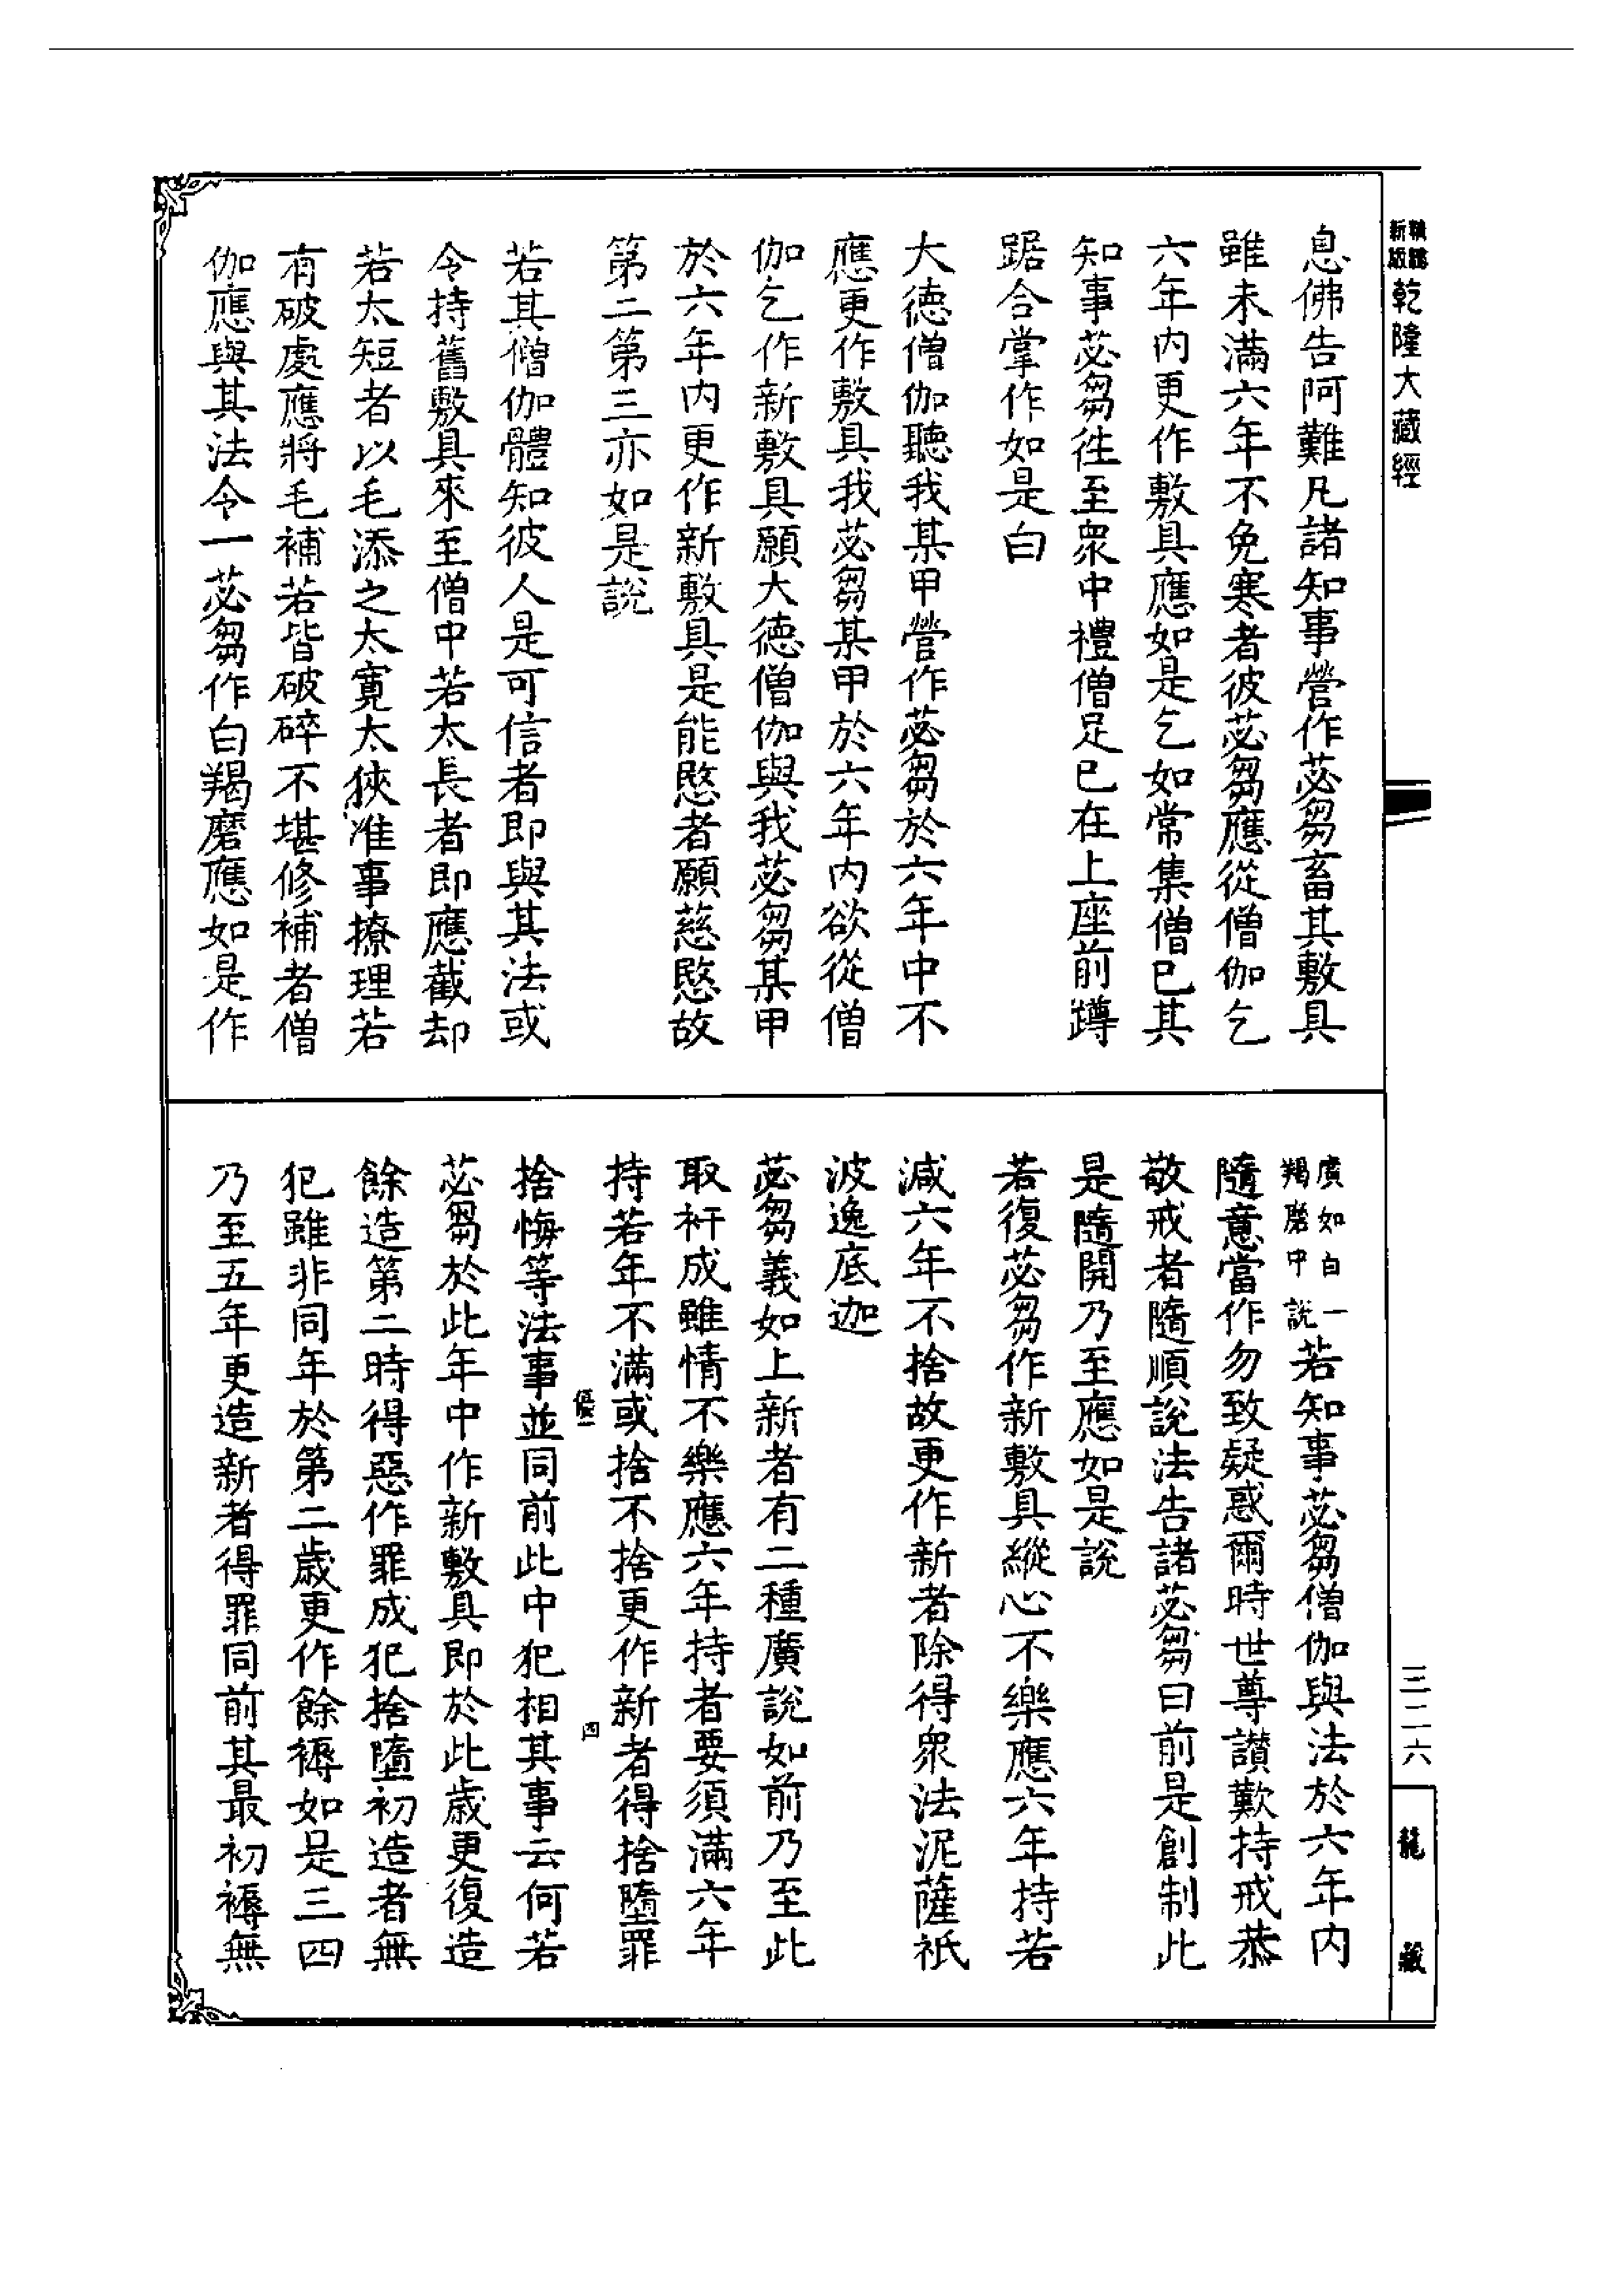 新版
乾隆大藏經
息佛告阿難凡諸知事營作苾芻畜其敷具
雖未滿六年不免寒者彼苾芻應從僧伽乞
六年内更作敷具應如是乞如常集僧已其
知事苾芻徃至衆中禮僧足已在上座前蹲
踞合掌作如是白
大德僧伽聽我某甲營作苾芻於六年中不
應更作敷具我苾芻某甲於六年内欲從僧
伽乞作新敷具願大德僧伽與我苾芻某甲
於六年内更作新敷具是能愍者願慈愍故
第二第三亦如是説
若其僧伽體知彼人是可信者即與其法或
令持舊敷具來至僧中若太長者即應截却
若太短者以毛添之太寬太狹准事撩理若
有破處應將毛補若皆破碎不堪修補者僧
伽應與其法令一苾芻作白羯磨應如是作
廣如白一
羯磨中説
若知事苾芻僧伽與法於六年内
隨意當作勿致疑惑爾時世尊讃歎持戒恭
敬戒者隨順説法告諸苾芻曰前是創制此
是隨開乃至應如是説
若復苾芻作新敷具縱心不樂應六年持若
減六年不捨故更作新者除得衆法泥薩祇
波逸底迦
苾芻義如上新者有二種廣説如前乃至此
取衦成雖情不樂應六年持者要須滿六年
持若年不滿或捨不捨更作新者得捨墮罪
四
捨悔等法事並同前此中犯相其事云何若
苾芻於此年中作新敷具即於此歲更復造
餘造第二時得惡作罪成犯捨墮初造者無
犯雖非同年於第二歲更作餘褥如是三四
乃至五年更造新者得罪同前其最初褥無
三二六
龍藏